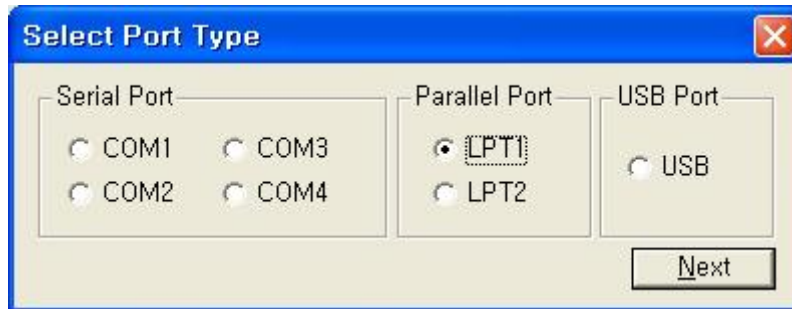 Select Port Type
Serial Port Parallel Port USB Port
COM1 COM3 LPT1 USB
COM2 COM4 LPT2
Next